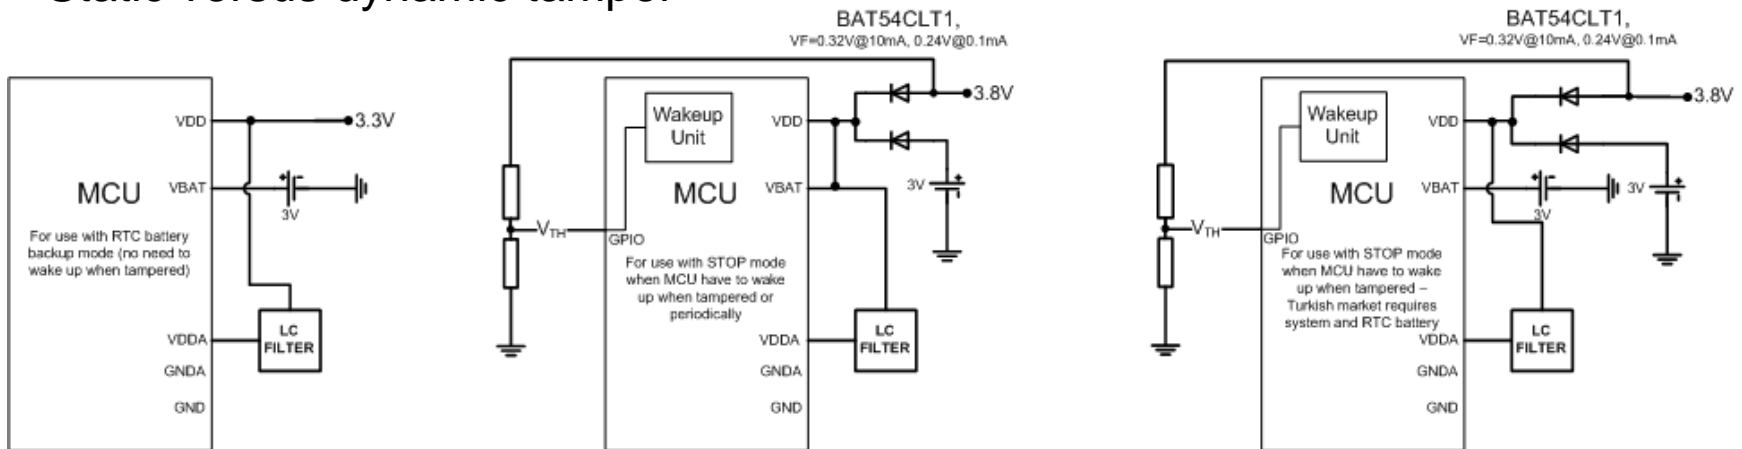 Static versus dynamic tamper
VDD
3.3V
MCU
VBAT
+ -
3V
For use with RTC battery
backup mode (no need to
wake up when tampered)
VDDA
LC
FILTER
GNDA
GND
BAT54CLT1,
VF=0.32V@10mA, 0.24V@0.1mA
3.8V
Wakeup
Unit
VDD
MCU
VBAT
3V
+
VTH
GPIO
For use with STOP mode
when MCU have to wake
up when tampered or
periodically
VDDA
LC
FILTER
GNDA
GND
BAT54CLT1,
VF=0.32V@10mA, 0.24V@0.1mA
3.8V
Wakeup
Unit
VDD
MCU
VBAT
+ -
3V
3V
+
VTH
GPIO
For use with STOP mode
when MCU have to wake
up when tampered –
Turkish market requires
system and RTC battery
VDDA
LC
FILTER
GNDA
GND